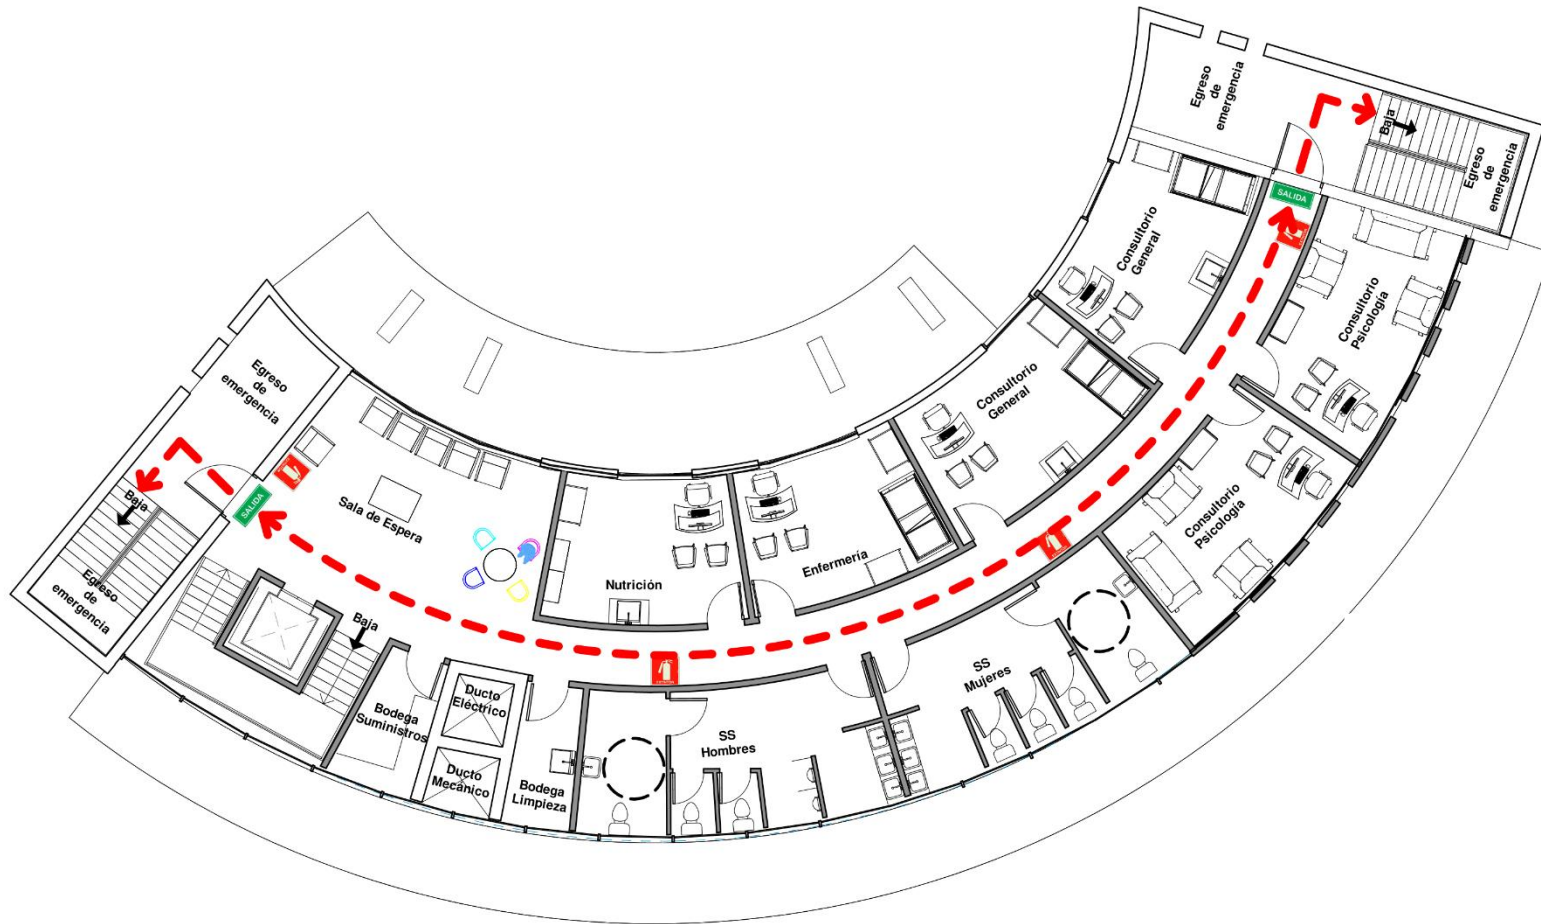 Egreso
de
emergencia
Baja
Egreso
de
emergencia
SALIDA
Consultorio
General
Consultorio
Psicología
Egreso
de
emergencia
Consultorio
General
SALIDA
Baja
Sala de Espera
Consultorio
Psicología
Enfermería
Nutrición
Egreso
de
emergencia
Baja
SS
Mujeres
Ducto
Eléctrico
Bodega
Suministros
SS
Hombres
Ducto
Mecánico
Bodega
Limpieza